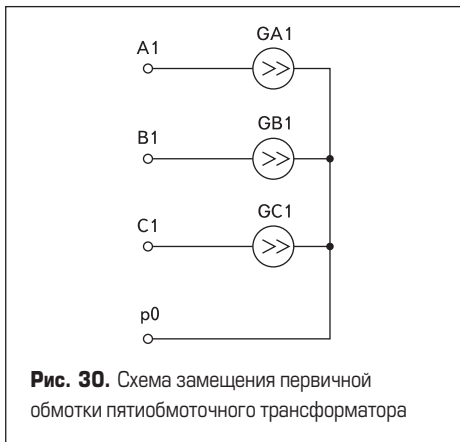 GA1
A1
GB1
B1
GC1
C1
p0
Рис. 30. Схема замещения первичной
обмотки пятиобмоточного трансформатора